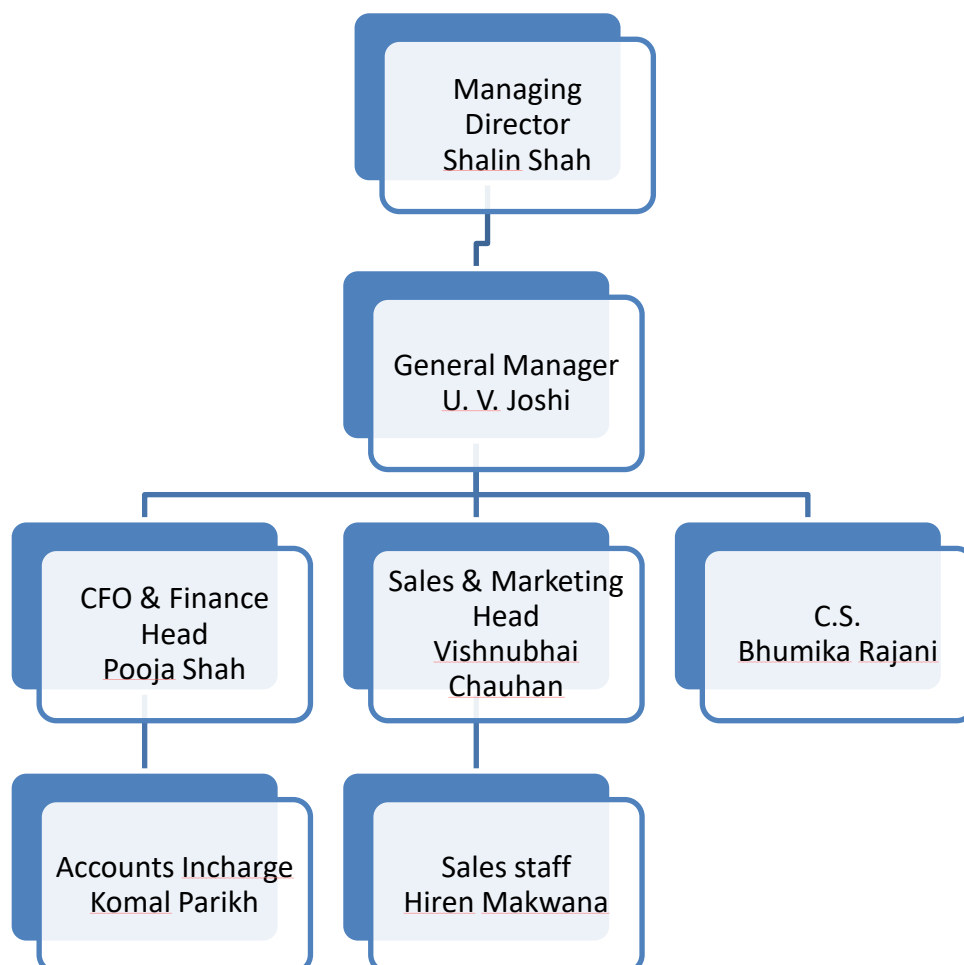 Managing
Director
Shalin Shah
General Manager
U. V. Joshi
CFO & Finance
Head
Pooja Shah
Sales & Marketing
Head
Vishnubhai
Chauhan
C.S.
Bhumika Rajani
Accounts Incharge
Komal Parikh
Sales staff
Hiren Makwana